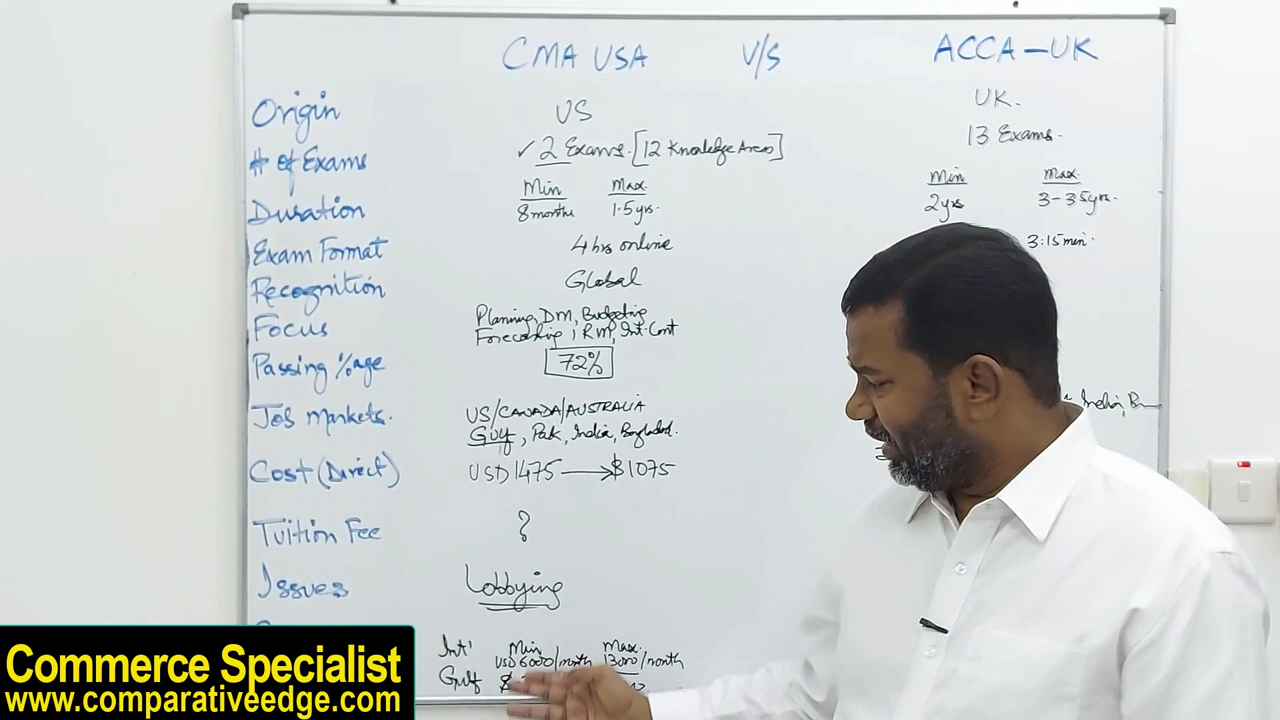 CMA USA V/S ACCA-UK
Origin US UK.
# of Exams ✓ 2 Exams. [12 Knowledge Areas] 13 Exams.
Min Max. Min Max.
Duration 8 months 1.5 yrs. 2 yrs 3-3.5 yrs.
Exam Format 4 hrs online 3:15 min.
Recognition Global
Focus Planning, DM, Budgeting
Forecasting, RM, Int. Cont
Passing %age 72%
Job Markets. US/CANADA/AUSTRALIA India,
Gulf, Pak, India, Bangladesh.
Cost (Direct) USD 1475 → $1075
Tuition Fee ?
Issues Lobbying
Int'l Min Max.
USD 6000/month 13000/month
Gulf $
Commerce Specialist
www.comparativeedge.com